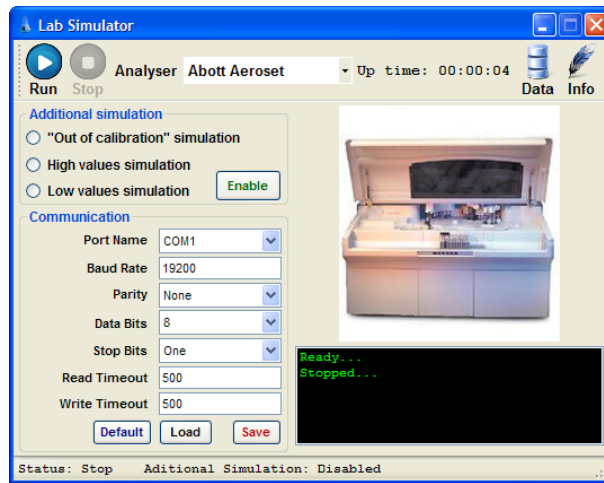 Lab Simulator
Run Stop Analyser Abott Aeroset Up time: 00:00:04 Data Info
Additional simulation
"Out of calibration" simulation
High values simulation
Low values simulation Enable
Communication
Port Name COM1
Baud Rate 19200
Parity None
Data Bits 8
Stop Bits One
Read Timeout 500
Write Timeout 500
Default Load Save
Ready...
Stopped...
Status: Stop Aditional Simulation: Disabled